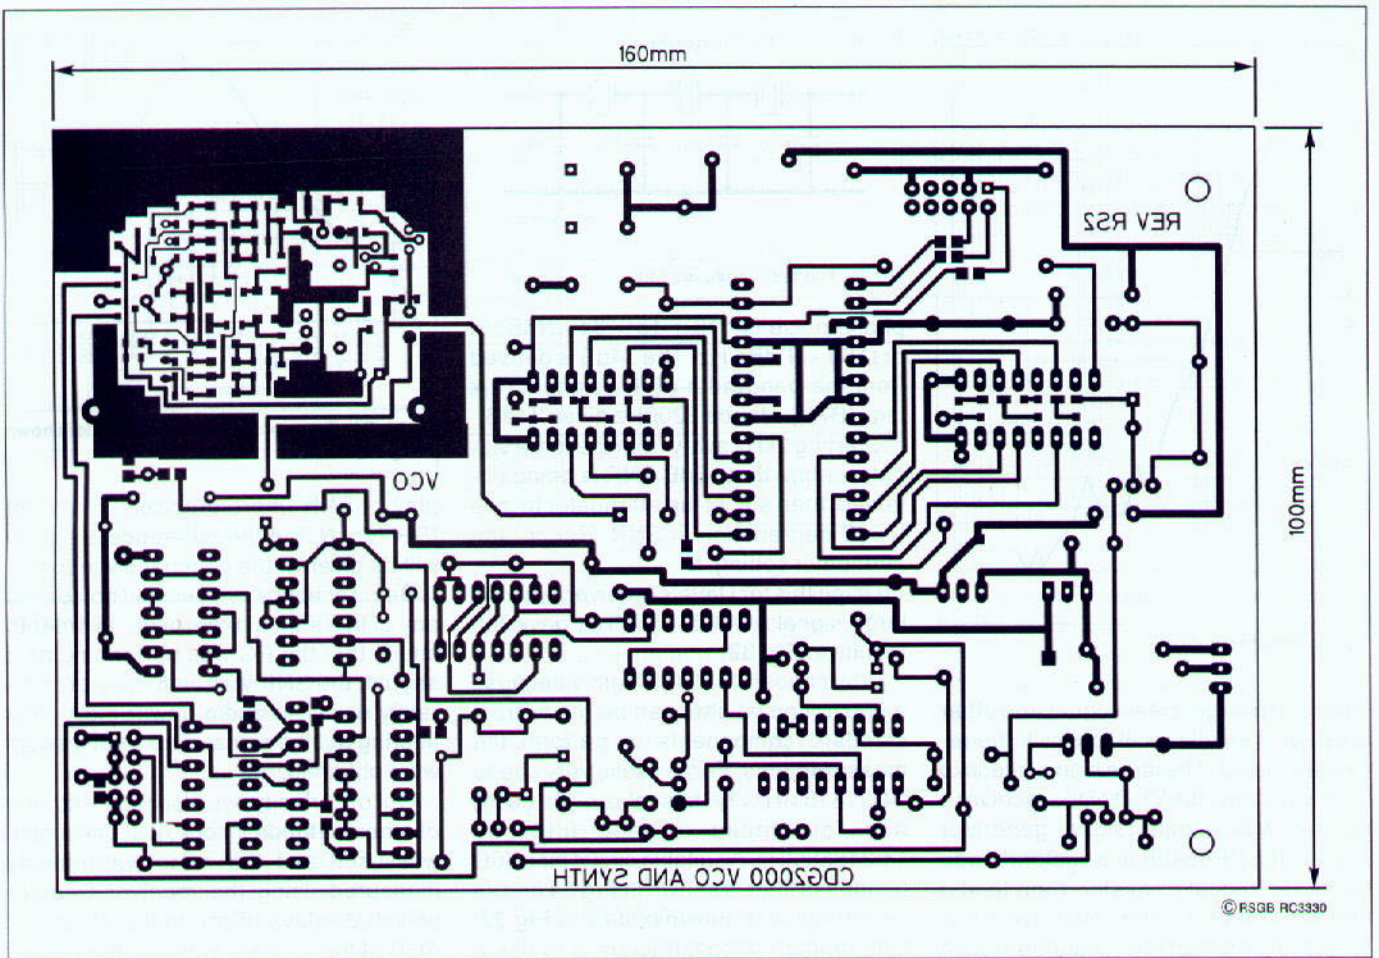 160mm
REV RS2
VCO
100mm
CDG2000 VCO AND SYNTH
© RSGB RC3330